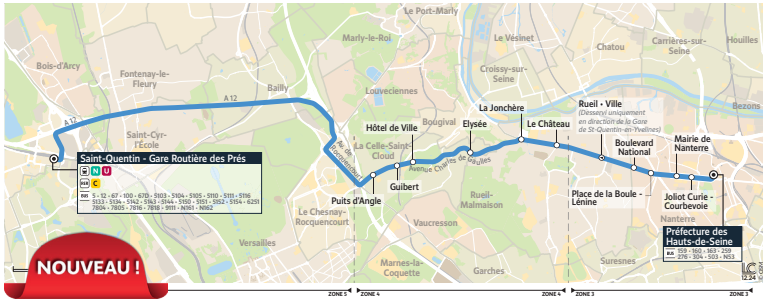 Le Port-Marly
Marly-le-Roi
Le Vésinet
Chatou
Carrières-sur-
Seine
Houilles
Bois-d'Arcy
Fontenay-le-
Fleury
Bailly
Louveciennes
Croissy-sur-
Seine
Bezons
A 12
A 12
Saint-Cyr-
l'École
La Celle-Saint-
Cloud
Bougival
Hôtel de Ville
Elysée
La Jonchère
Le Château
Rueil - Ville
(Desservi uniquement
en direction de la Gare
de St-Quentin-en-Yvelines)
Boulevard
National
Mairie de
Nanterre
Avenue Charles de Gaulles
Saint-Quentin - Gare Routière des Prés
N U
C
BUS 5 - 12 - 67 - 100 - 670 - 5103 - 5104 - 5105 - 5110 - 5111 - 5116
5133 - 5134 - 5142 - 5143 - 5144 - 5150 - 5151 - 5152 - 5154 - 6251
7804 - 7805 - 7816 - 7818 - 9111 - N161 - N162
Puits d'Angle
Guibert
Place de la Boule -
Lénine
Joliot Curie -
Courbevoie
Rueil-
Malmaison
Nanterre
Le Chesnay-
Rocquencourt
Vaucresson
Versailles
Marnes-la-
Coquette
Garches
Suresnes
Préfecture des
Hauts-de-Seine
BUS 159 - 160 - 163 - 259
276 - 304 - 503 - N53
LC
12.24
NOUVEAU !
ZONE 5
ZONE 4
ZONE 4
ZONE 3
ZONE 3